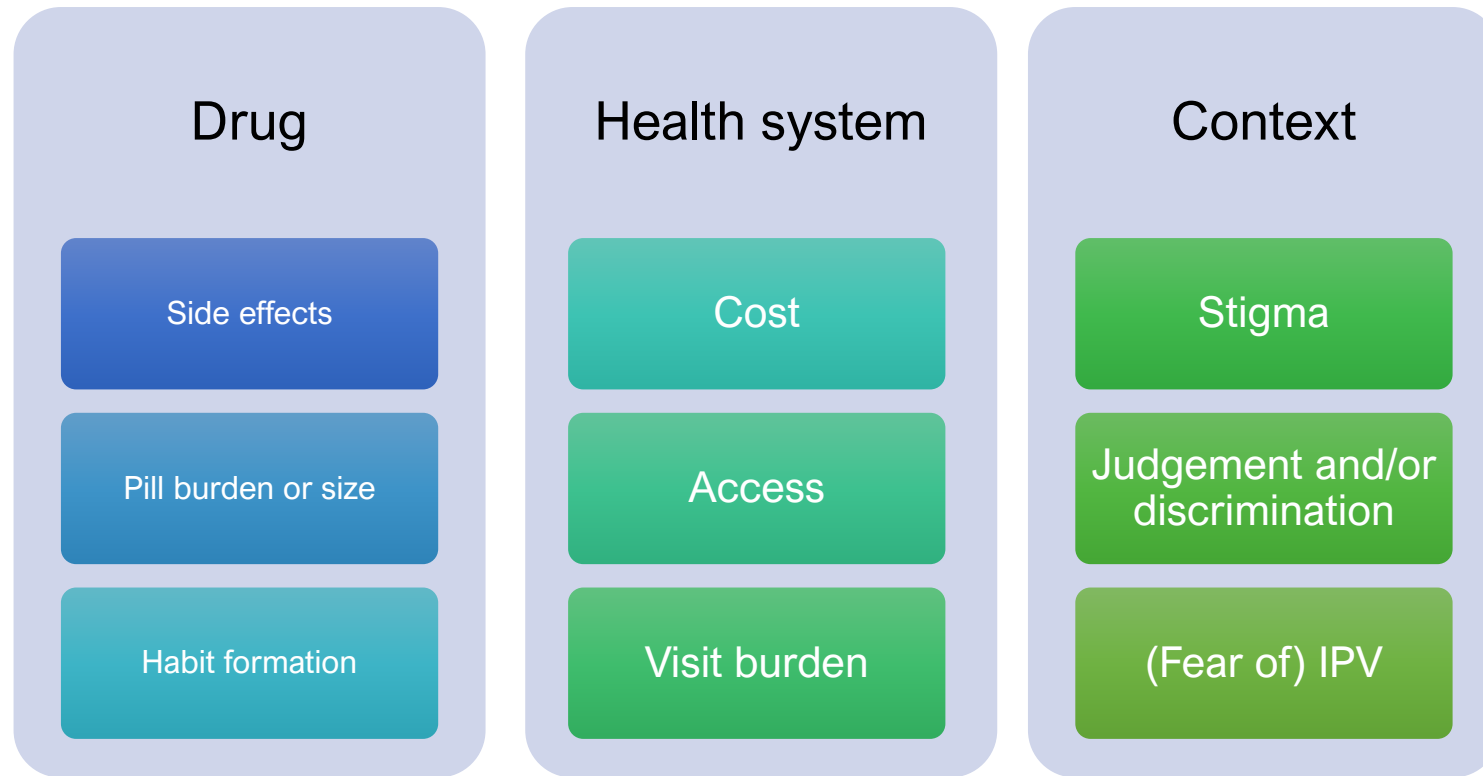 Drug
Side effects
Pill burden or size
Habit formation
Health system
Cost
Access
Visit burden
Context
Stigma
Judgement and/or
discrimination
(Fear of) IPV